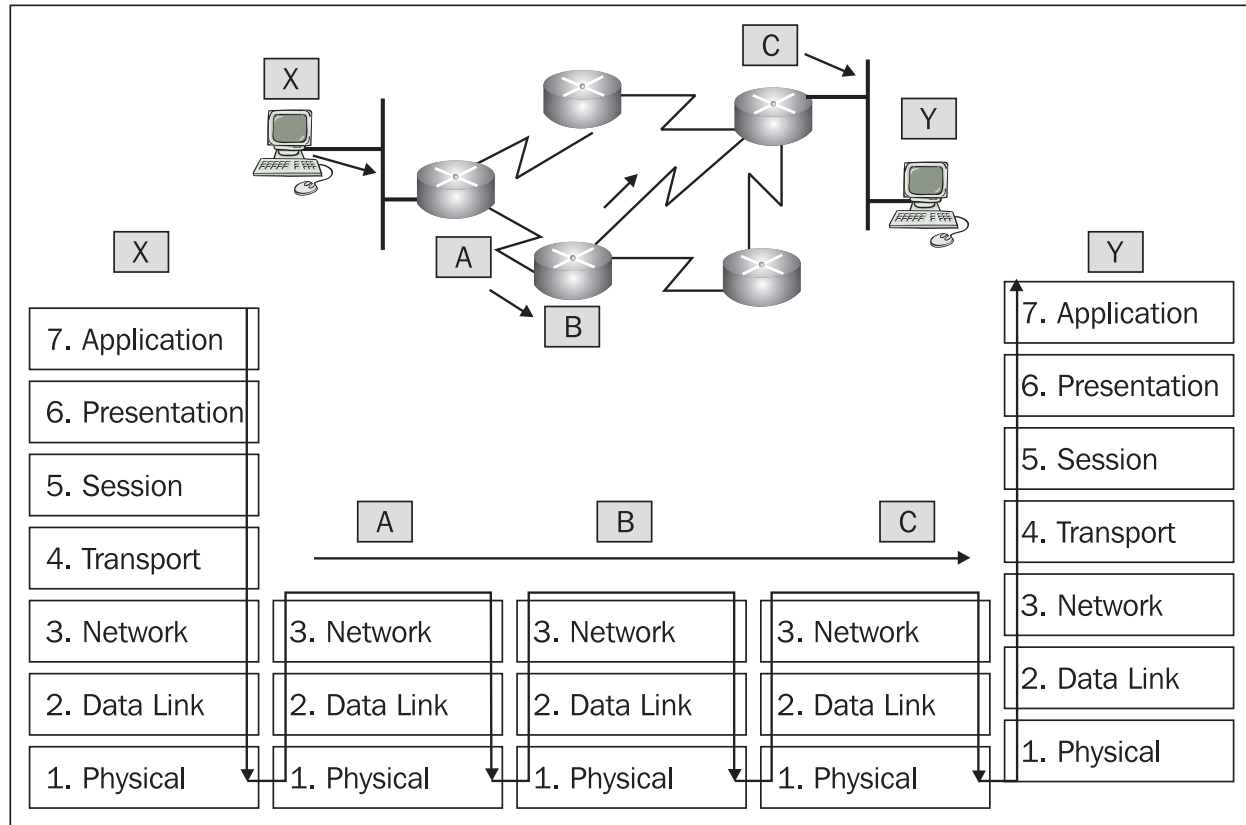 C
X
Y
A
B
X
7. Application
6. Presentation
5. Session
4. Transport
3. Network
2. Data Link
1. Physical
A
3. Network
2. Data Link
1. Physical
B
3. Network
2. Data Link
1. Physical
C
3. Network
2. Data Link
1. Physical
Y
7. Application
6. Presentation
5. Session
4. Transport
3. Network
2. Data Link
1. Physical